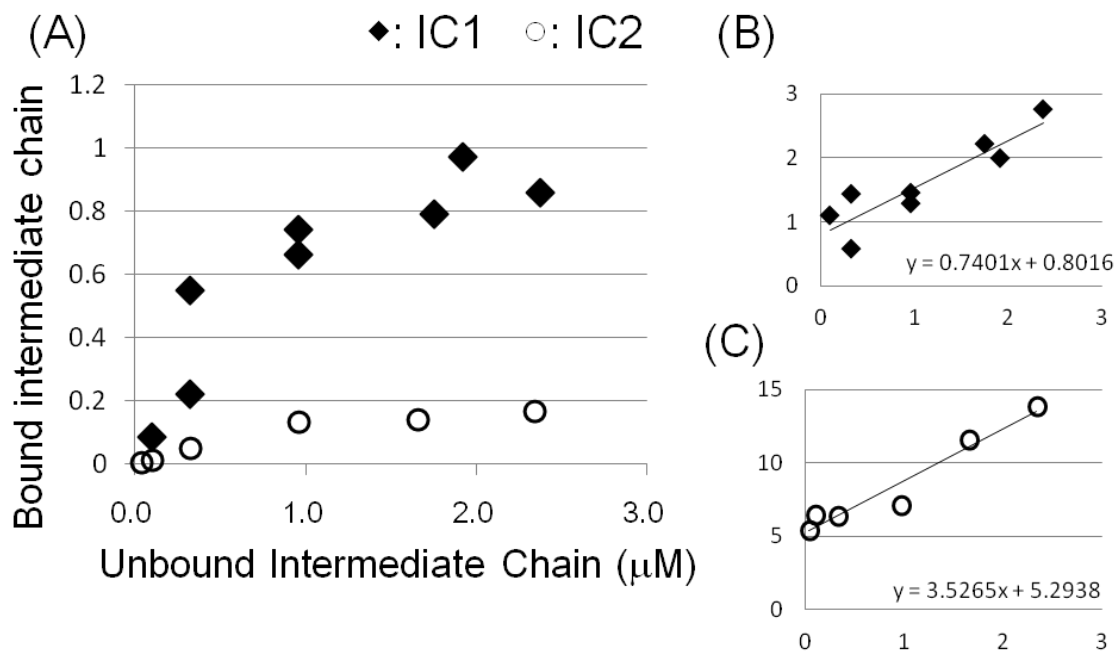 (A)
◆: IC1 ○: IC2
Bound intermediate chain
1.2
1
0.8
0.6
0.4
0.2
0
0.0 1.0 2.0 3.0
Unbound Intermediate Chain (μM)
(B)
3
2
1
0
y = 0.7401x + 0.8016
0 1 2 3
(C)
15
10
5
0
y = 3.5265x + 5.2938
0 1 2 3